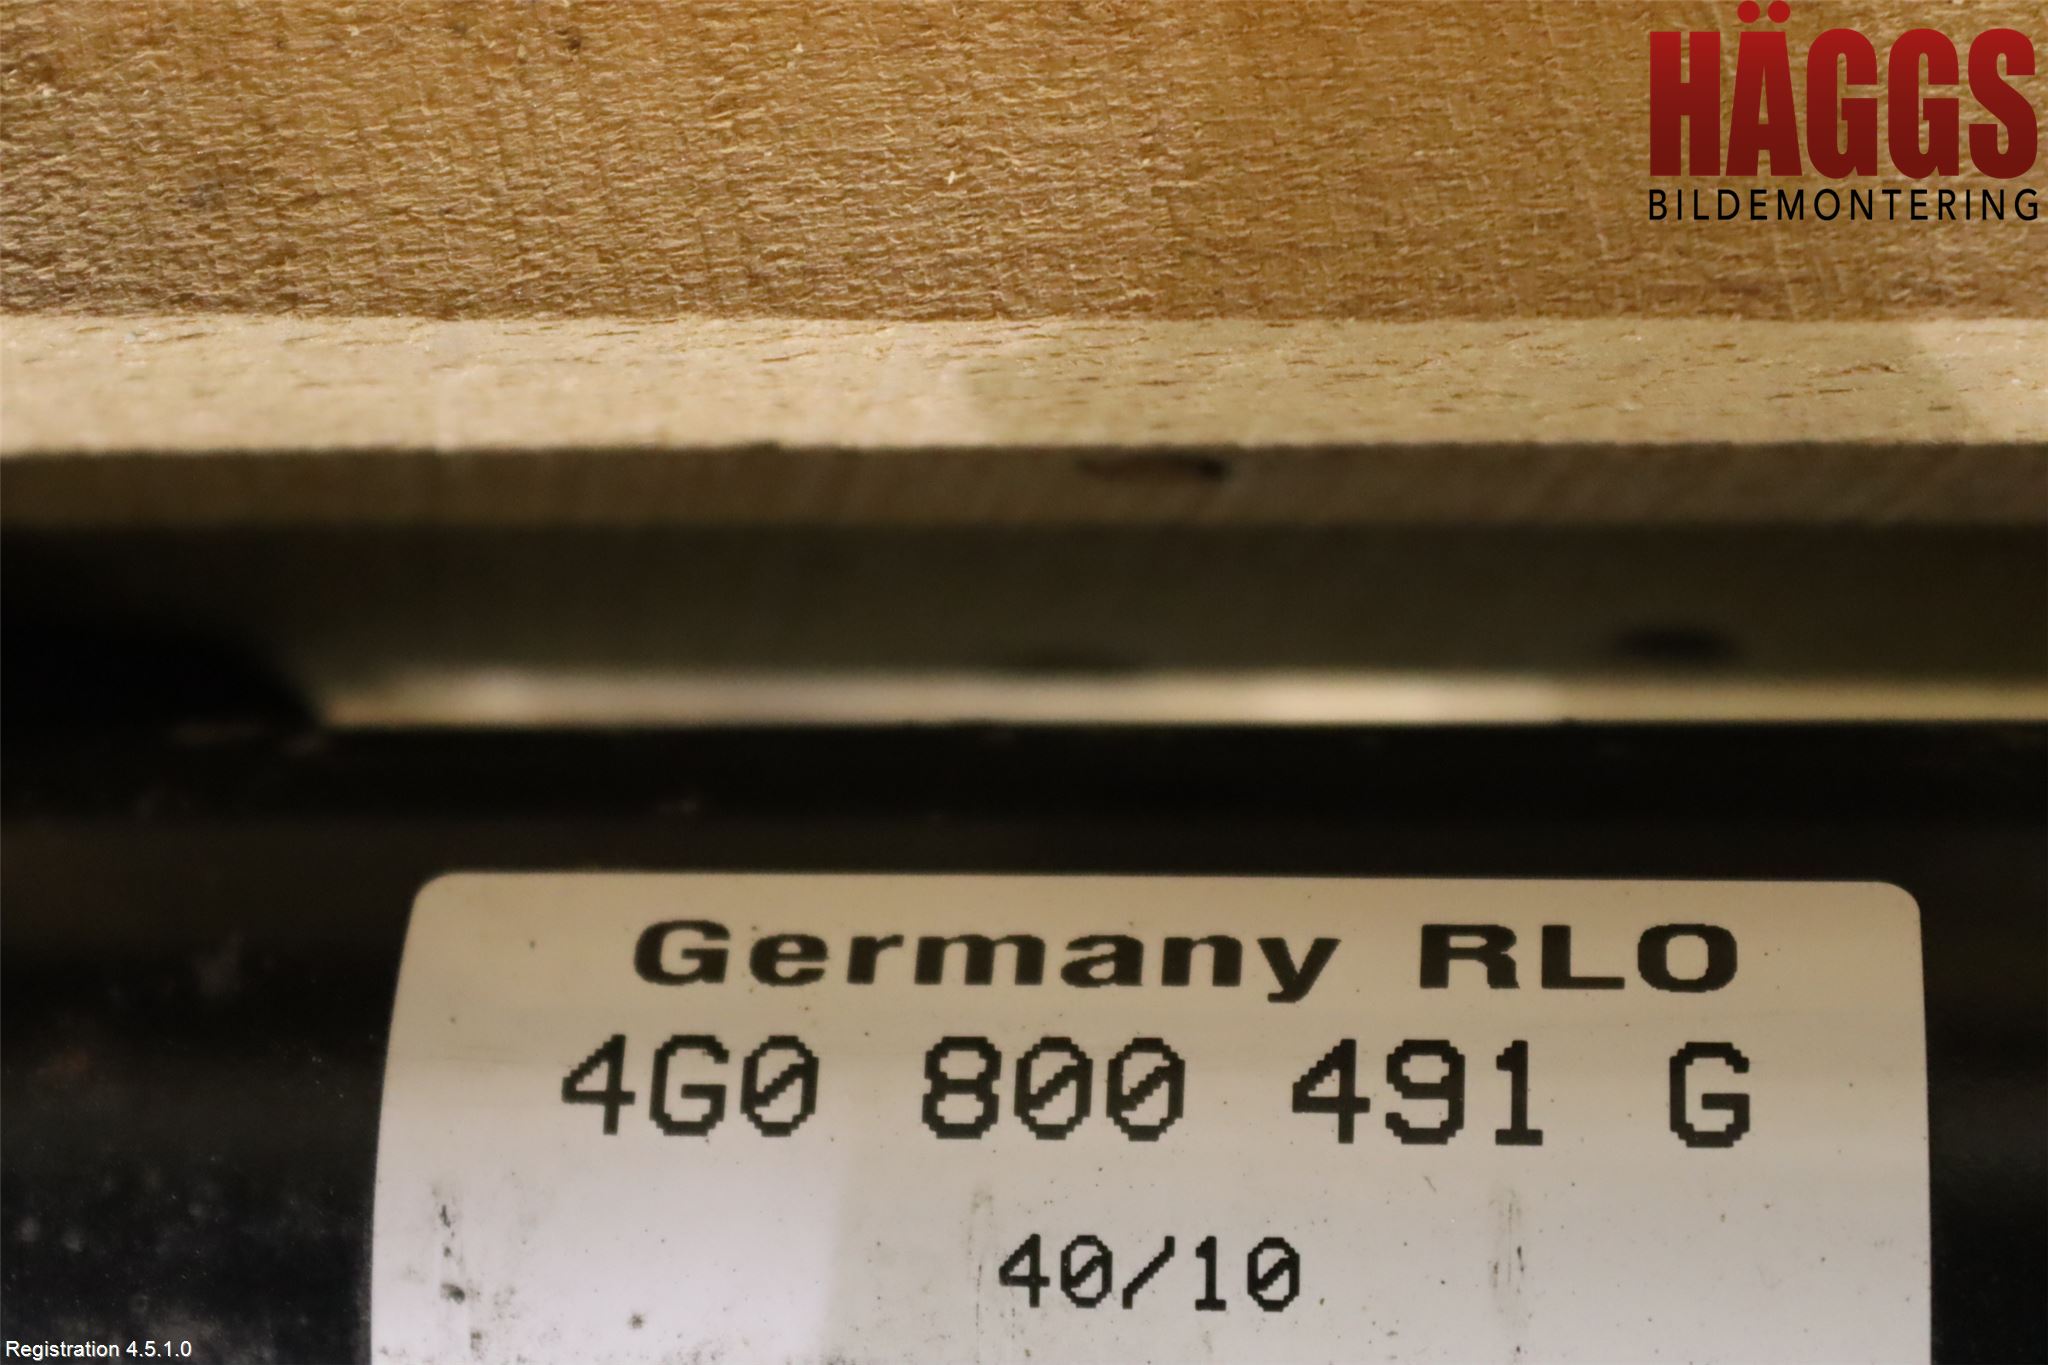 HÄGGS
BILDEMONTERING
Germany RLO
4G0 800 491 G
40/10
Registration 4.5.1.0